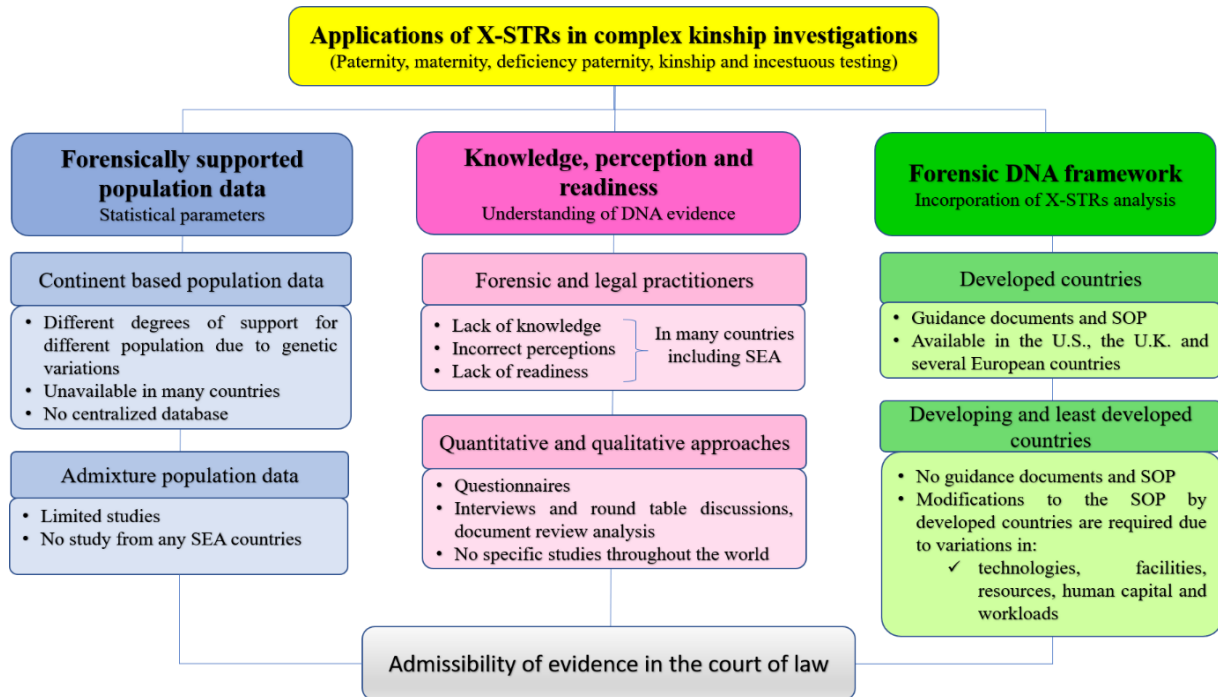 Applications of X-STRs in complex kinship investigations
(Paternity, maternity, deficiency paternity, kinship and incestuous testing)
Forensically supported
population data
Statistical parameters
Continent based population data
• Different degrees of support for
different population due to genetic
variations
• Unavailable in many countries
• No centralized database
Admixture population data
• Limited studies
• No study from any SEA countries
Knowledge, perception and
readiness
Understanding of DNA evidence
Forensic and legal practitioners
• Lack of knowledge
• Incorrect perceptions
• Lack of readiness
In many countries
including SEA
Quantitative and qualitative approaches
• Questionnaires
• Interviews and round table discussions,
document review analysis
• No specific studies throughout the world
Forensic DNA framework
Incorporation of X-STRs analysis
Developed countries
• Guidance documents and SOP
• Available in the U.S., the U.K. and
several European countries
Developing and least developed
countries
• No guidance documents and SOP
• Modifications to the SOP by
developed countries are required due
to variations in:
✓ technologies, facilities,
resources, human capital and
workloads
Admissibility of evidence in the court of law